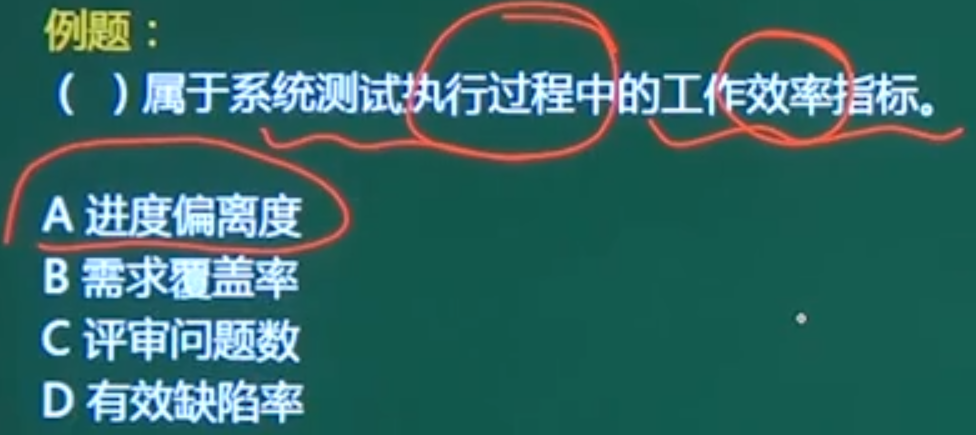 例题：
（ ）属于系统测试执行过程中的工作效率指标。
A 进度偏离度
B 需求覆盖率
C 评审问题数
D 有效缺陷率